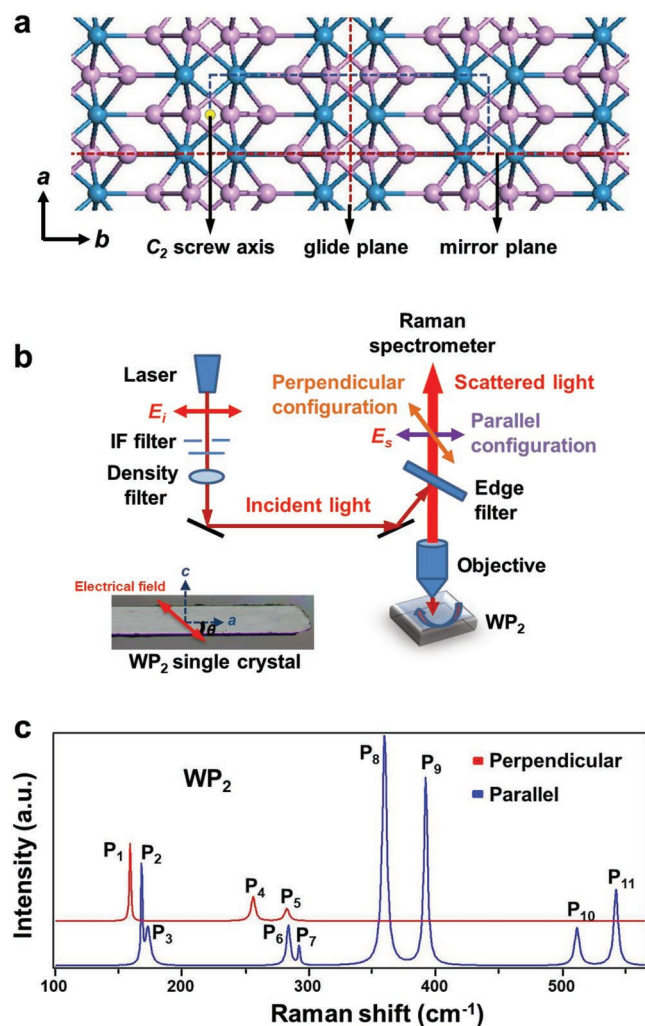 a
a
b
C₂ screw axis
glide plane
mirror plane
b
Laser
Eᵢ
IF filter
Density
filter
Incident light
Raman
spectrometer
Perpendicular
configuration
Scattered light
Eₛ
Parallel
configuration
Edge
filter
Objective
WP₂
Electrical field
c
a
θ
WP₂ single crystal
c
Intensity (a.u.)
WP₂
P₁
P₂
P₃
P₄
P₅
P₆
P₇
P₈
P₉
P₁₀
P₁₁
Perpendicular
Parallel
100
200
300
400
500
Raman shift (cm⁻¹)